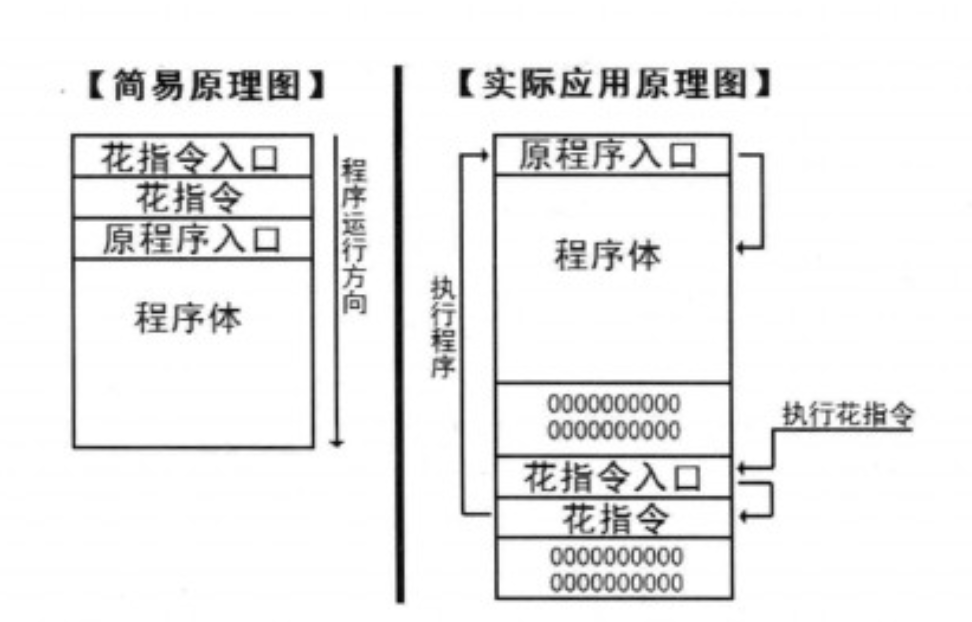 【简易原理图】
花指令入口
花指令
原程序入口
程序体
程序运行方向
【实际应用原理图】
原程序入口
程序体
执行程序
0000000000
0000000000
执行花指令
花指令入口
花指令
0000000000
0000000000